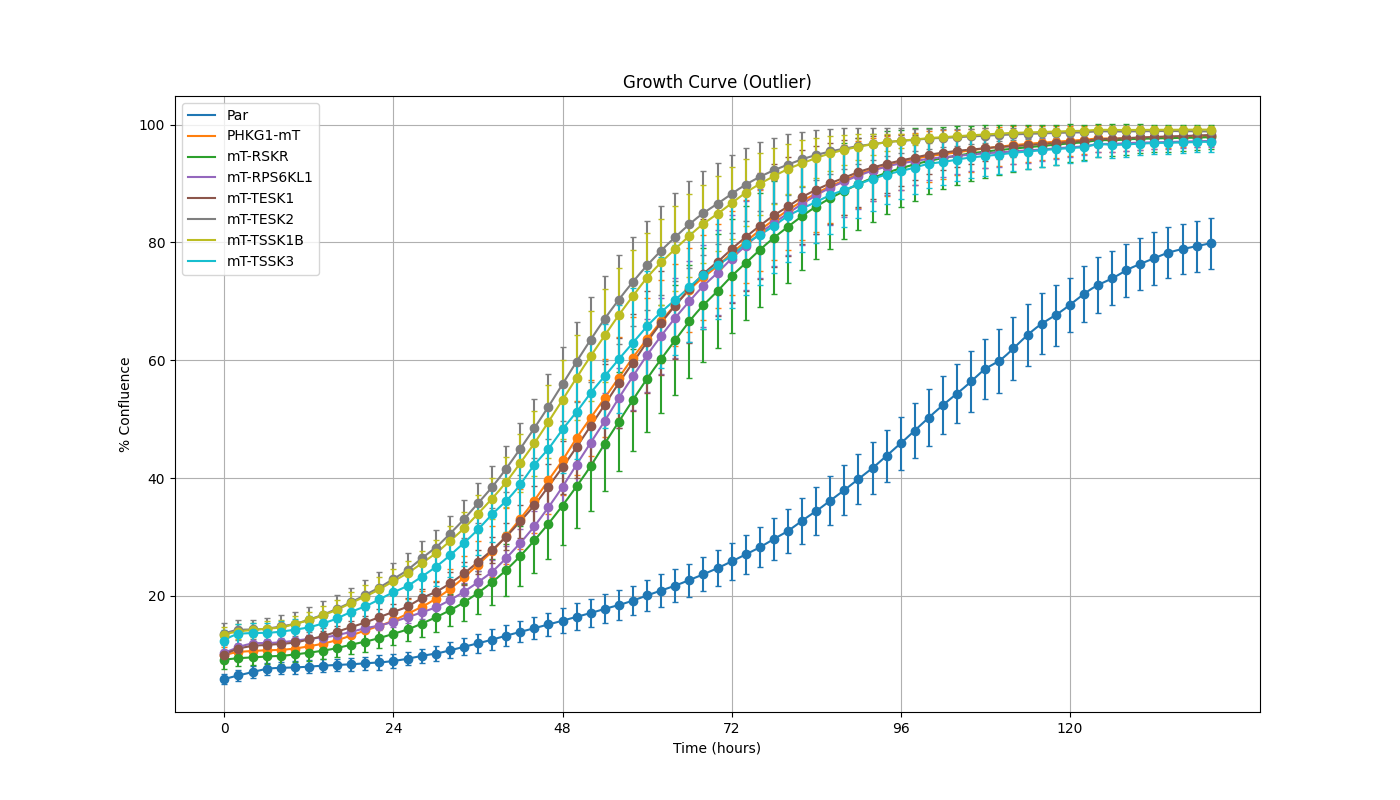 Growth Curve (Outlier)
Par
PHKG1-mT
mT-RSKR
mT-RPS6KL1
mT-TESK1
mT-TESK2
mT-TSSK1B
mT-TSSK3
100
80
60
40
20
% Confluence
0 24 48 72 96 120
Time (hours)